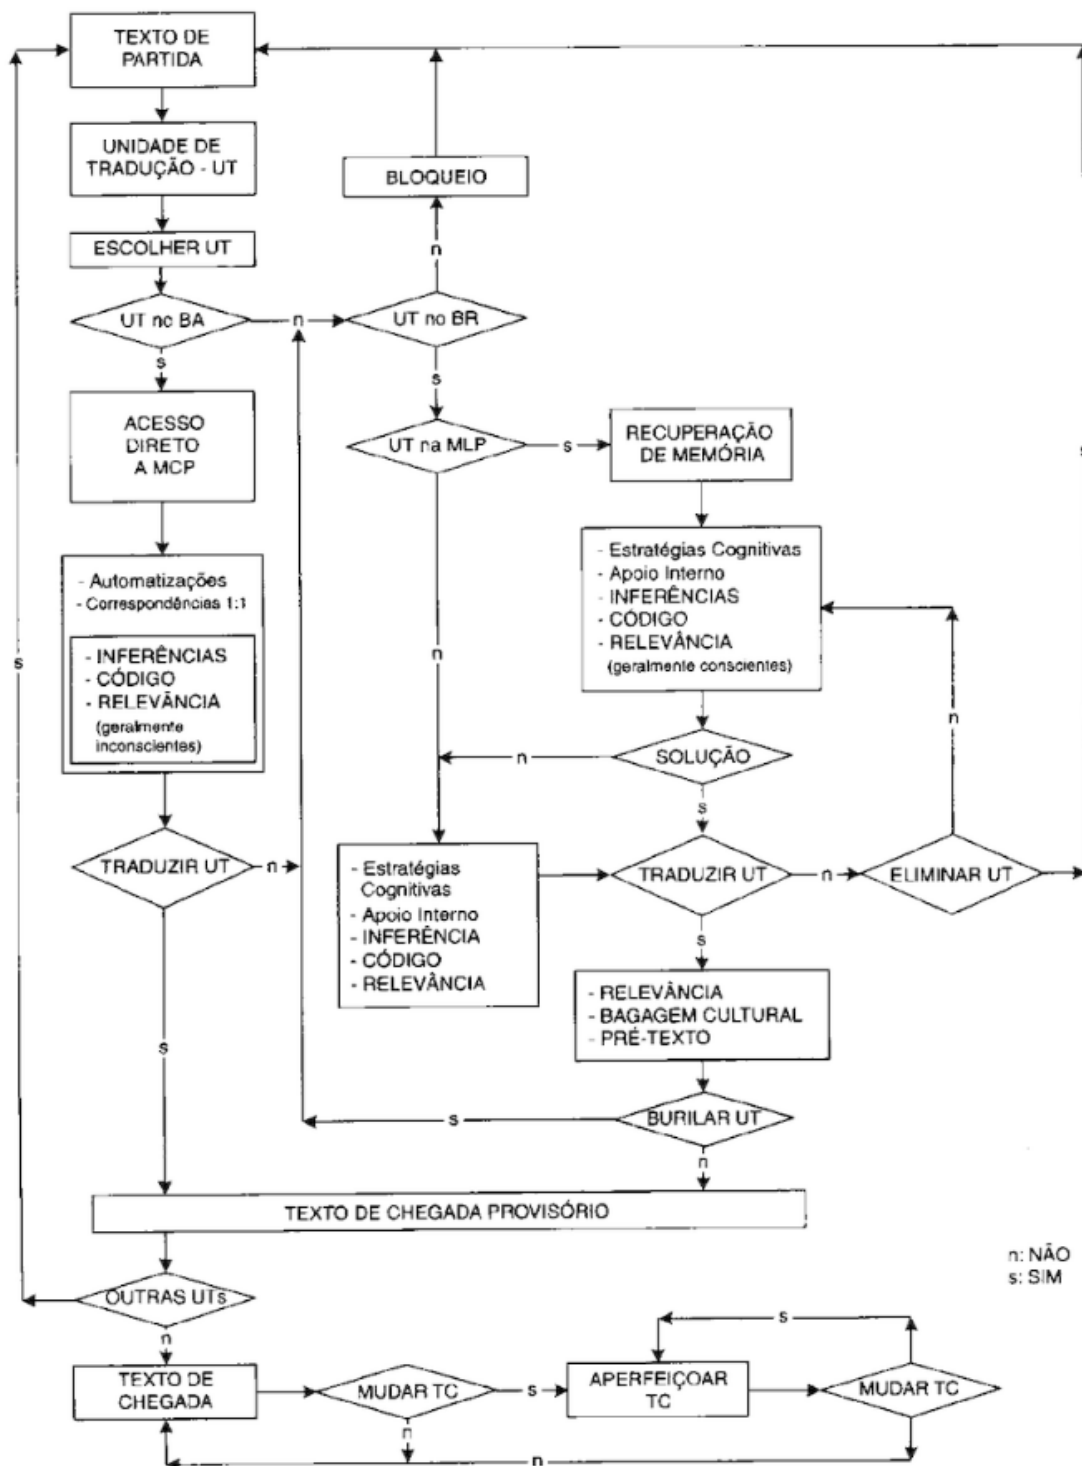 TEXTO DE
PARTIDA
UNIDADE DE
TRADUÇÃO - UT
BLOQUEIO
n
ESCOLHER UT
s
UT no BA
n
UT no BR
s
s
ACESSO
DIRETO
A MCP
UT na MLP
s
RECUPERAÇÃO
DE MEMÓRIA
s
- Automatizações
- Correspondências 1:1
- INFERÊNCIAS
- CÓDIGO
- RELEVÂNCIA
(geralmente
inconscientes)
- Estratégias Cognitivas
- Apoio Interno
- INFERÊNCIAS
- CÓDIGO
- RELEVÂNCIA
(geralmente conscientes)
n
n
SOLUÇÃO
n
s
TRADUZIR UT
n
- Estratégias
Cognitivas
- Apoio Interno
- INFERÊNCIA
- CÓDIGO
- RELEVÂNCIA
TRADUZIR UT
n
ELIMINAR UT
s
- RELEVÂNCIA
- BAGAGEM CULTURAL
- PRÉ-TEXTO
s
s
BURILAR UT
n
TEXTO DE CHEGADA PROVISÓRIO
n: NÃO
s: SIM
OUTRAS UTs
n
s
TEXTO DE
CHEGADA
MUDAR TC
s
APERFEIÇOAR
TC
MUDAR TC
n
n